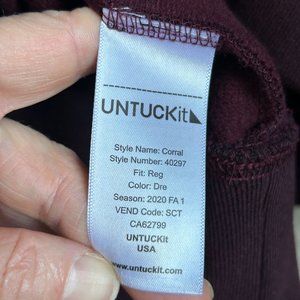 UNTUCKit
Style Name: Corral
Style Number: 40297
Fit: Reg
Color: Dre
Season: 2020 FA 1
VEND Code: SCT
CA62799
UNTUCKit
USA
www.untuckit.com